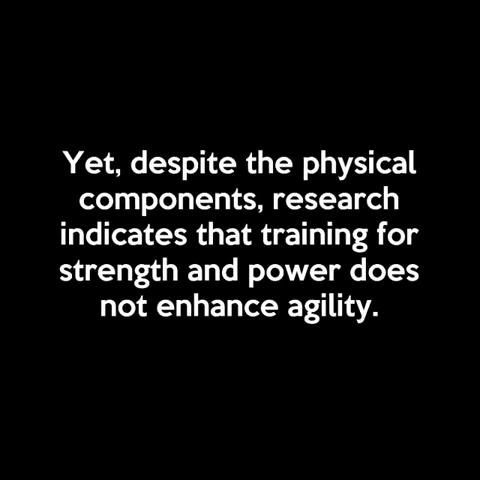 Yet, despite the physical
components, research
indicates that training for
strength and power does
not enhance agility.